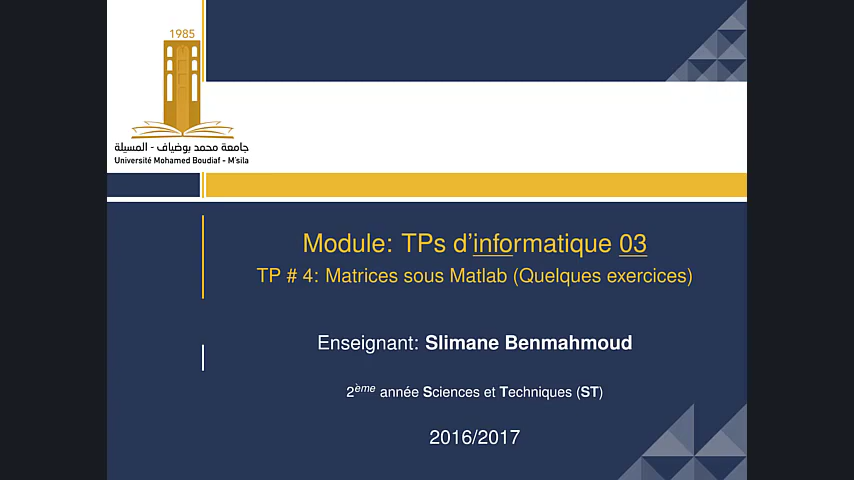 1985
جامعة محمد بوضياف - المسيلة
Université Mohamed Boudiaf - M'sila
Module: TPs d'informatique 03
TP # 4: Matrices sous Matlab (Quelques exercices)
Enseignant: Slimane Benmahmoud
2ème année Sciences et Techniques (ST)
2016/2017